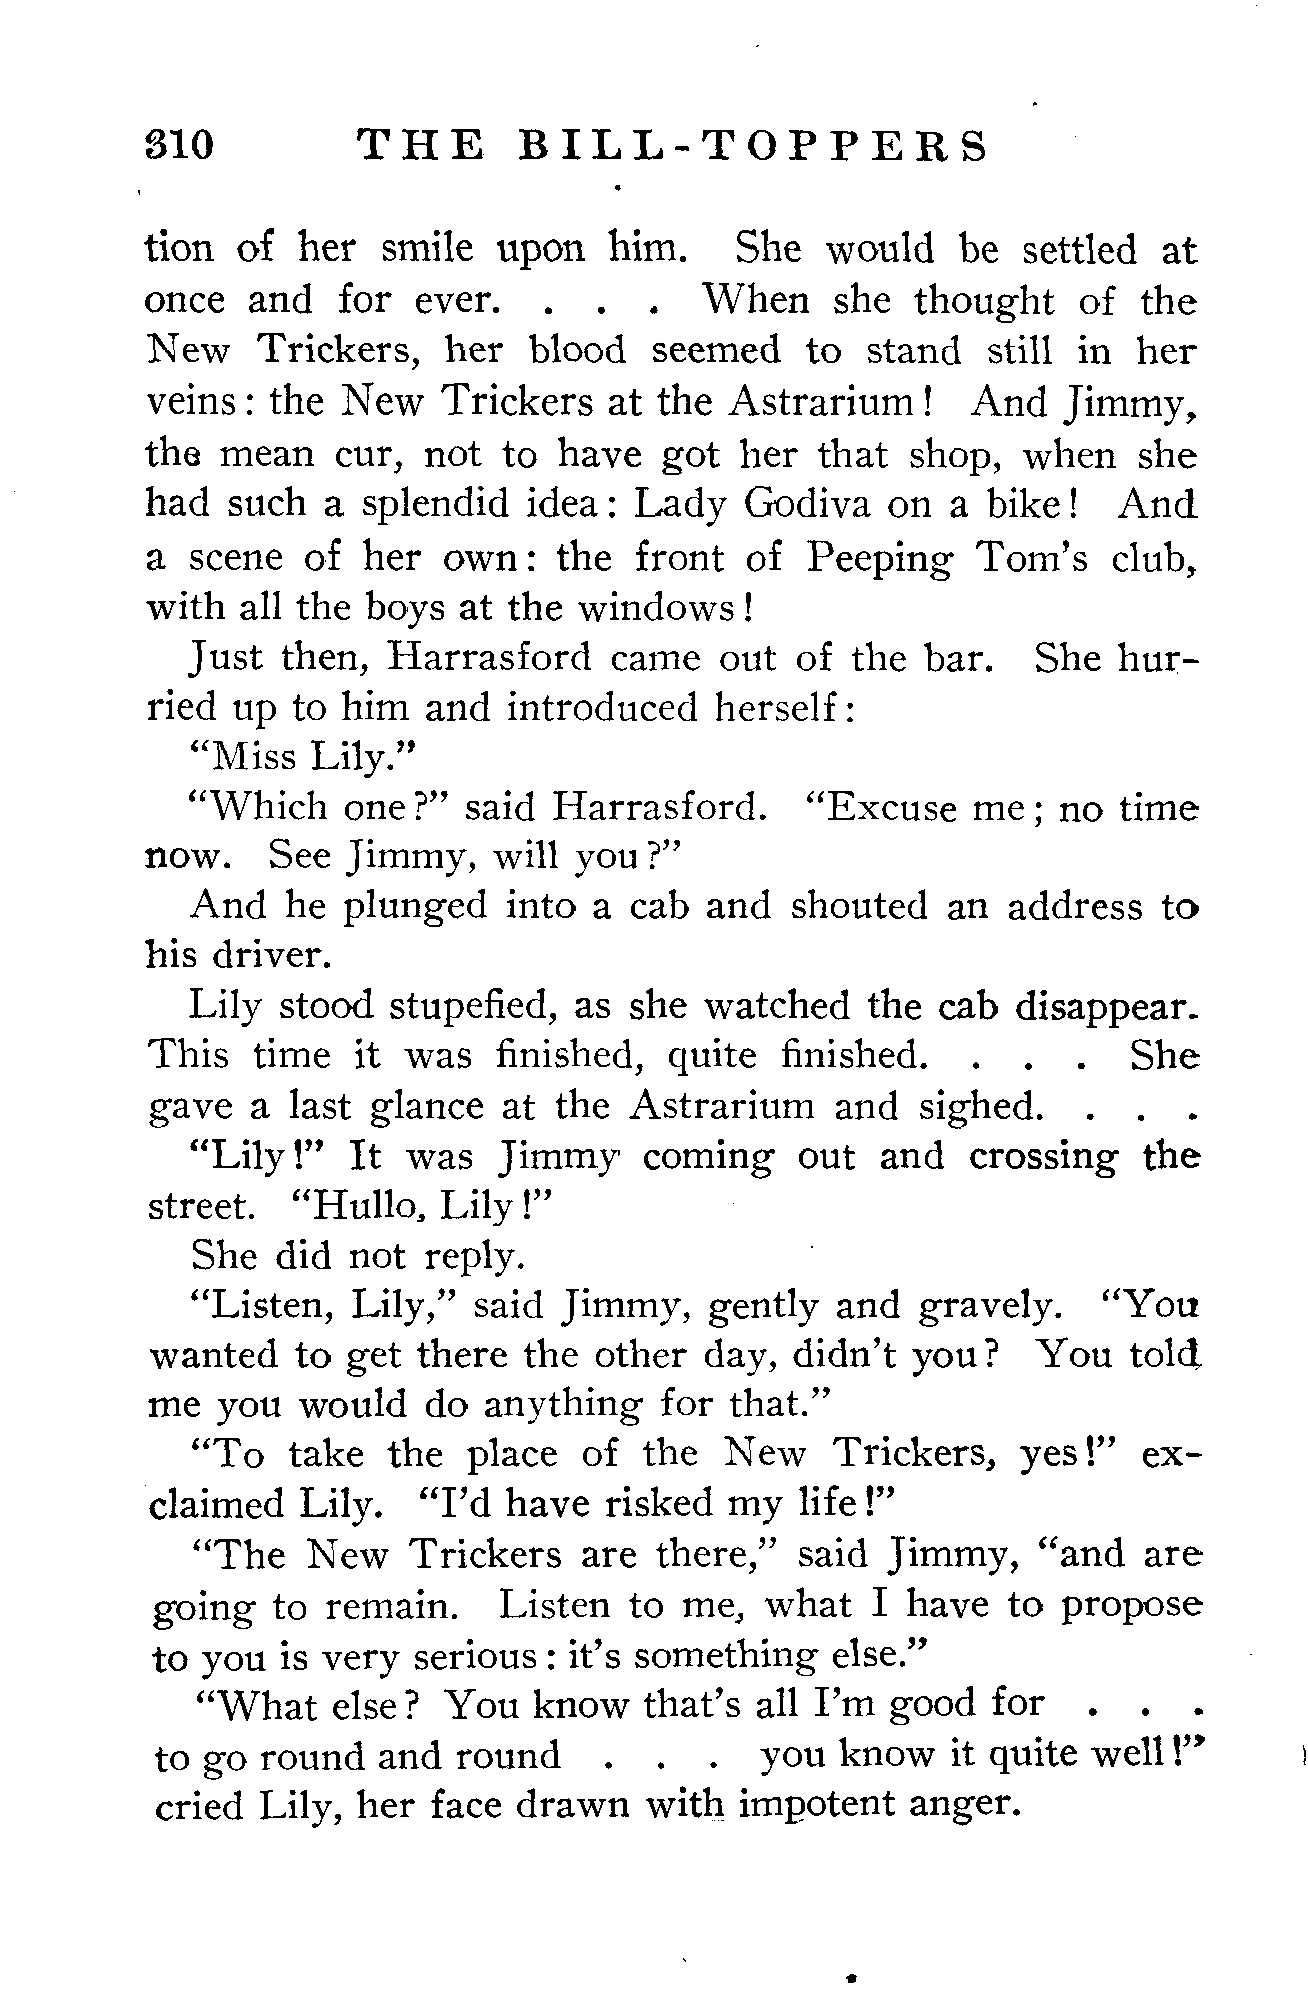 310 THE BILL-TOPPERS
tion of her smile upon him. She would be settled at
once and for ever. . . . When she thought of the
New Trickers, her blood seemed to stand still in her
veins: the New Trickers at the Astrarium! And Jimmy,
the mean cur, not to have got her that shop, when she
had such a splendid idea: Lady Godiva on a bike! And
a scene of her own: the front of Peeping Tom's club,
with all the boys at the windows!
Just then, Harrasford came out of the bar. She hur-
ried up to him and introduced herself:
"Miss Lily."
"Which one?" said Harrasford. "Excuse me; no time
now. See Jimmy, will you?"
And he plunged into a cab and shouted an address to
his driver.
Lily stood stupefied, as she watched the cab disappear.
This time it was finished, quite finished. . . . She
gave a last glance at the Astrarium and sighed. . . .
"Lily!" It was Jimmy coming out and crossing the
street. "Hullo, Lily!"
She did not reply.
"Listen, Lily," said Jimmy, gently and gravely. "You
wanted to get there the other day, didn't you? You told
me you would do anything for that."
"To take the place of the New Trickers, yes!" ex-
claimed Lily. "I'd have risked my life!"
"The New Trickers are there," said Jimmy, "and are
going to remain. Listen to me, what I have to propose
to you is very serious: it's something else."
"What else? You know that's all I'm good for . . .
to go round and round . . . you know it quite well!"
cried Lily, her face drawn with impotent anger.